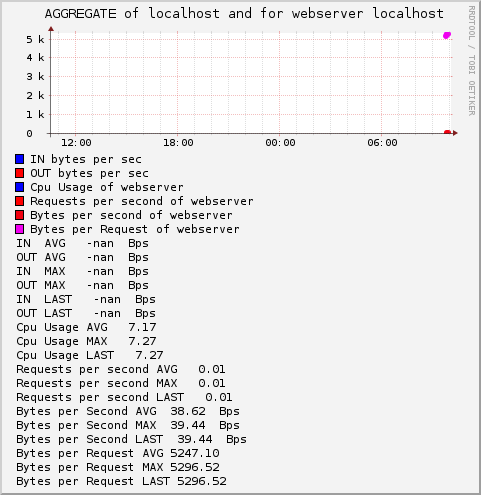 AGGREGATE of localhost and for webserver localhost
RRDTOOL / TOBI OETIKER
5 k
4 k
3 k
2 k
1 k
0
12:00 18:00 00:00 06:00
IN bytes per sec
OUT bytes per sec
Cpu Usage of webserver
Requests per second of webserver
Bytes per second of webserver
Bytes per Request of webserver
IN  AVG   -nan  Bps
OUT AVG   -nan  Bps
IN  MAX   -nan  Bps
OUT MAX   -nan  Bps
IN  LAST   -nan  Bps
OUT LAST   -nan  Bps
Cpu Usage AVG   7.17
Cpu Usage MAX   7.27
Cpu Usage LAST   7.27
Requests per second AVG   0.01
Requests per second MAX   0.01
Requests per second LAST   0.01
Bytes per Second AVG  38.62  Bps
Bytes per Second MAX  39.44  Bps
Bytes per Second LAST  39.44  Bps
Bytes per Request AVG 5247.10
Bytes per Request MAX 5296.52
Bytes per Request LAST 5296.52